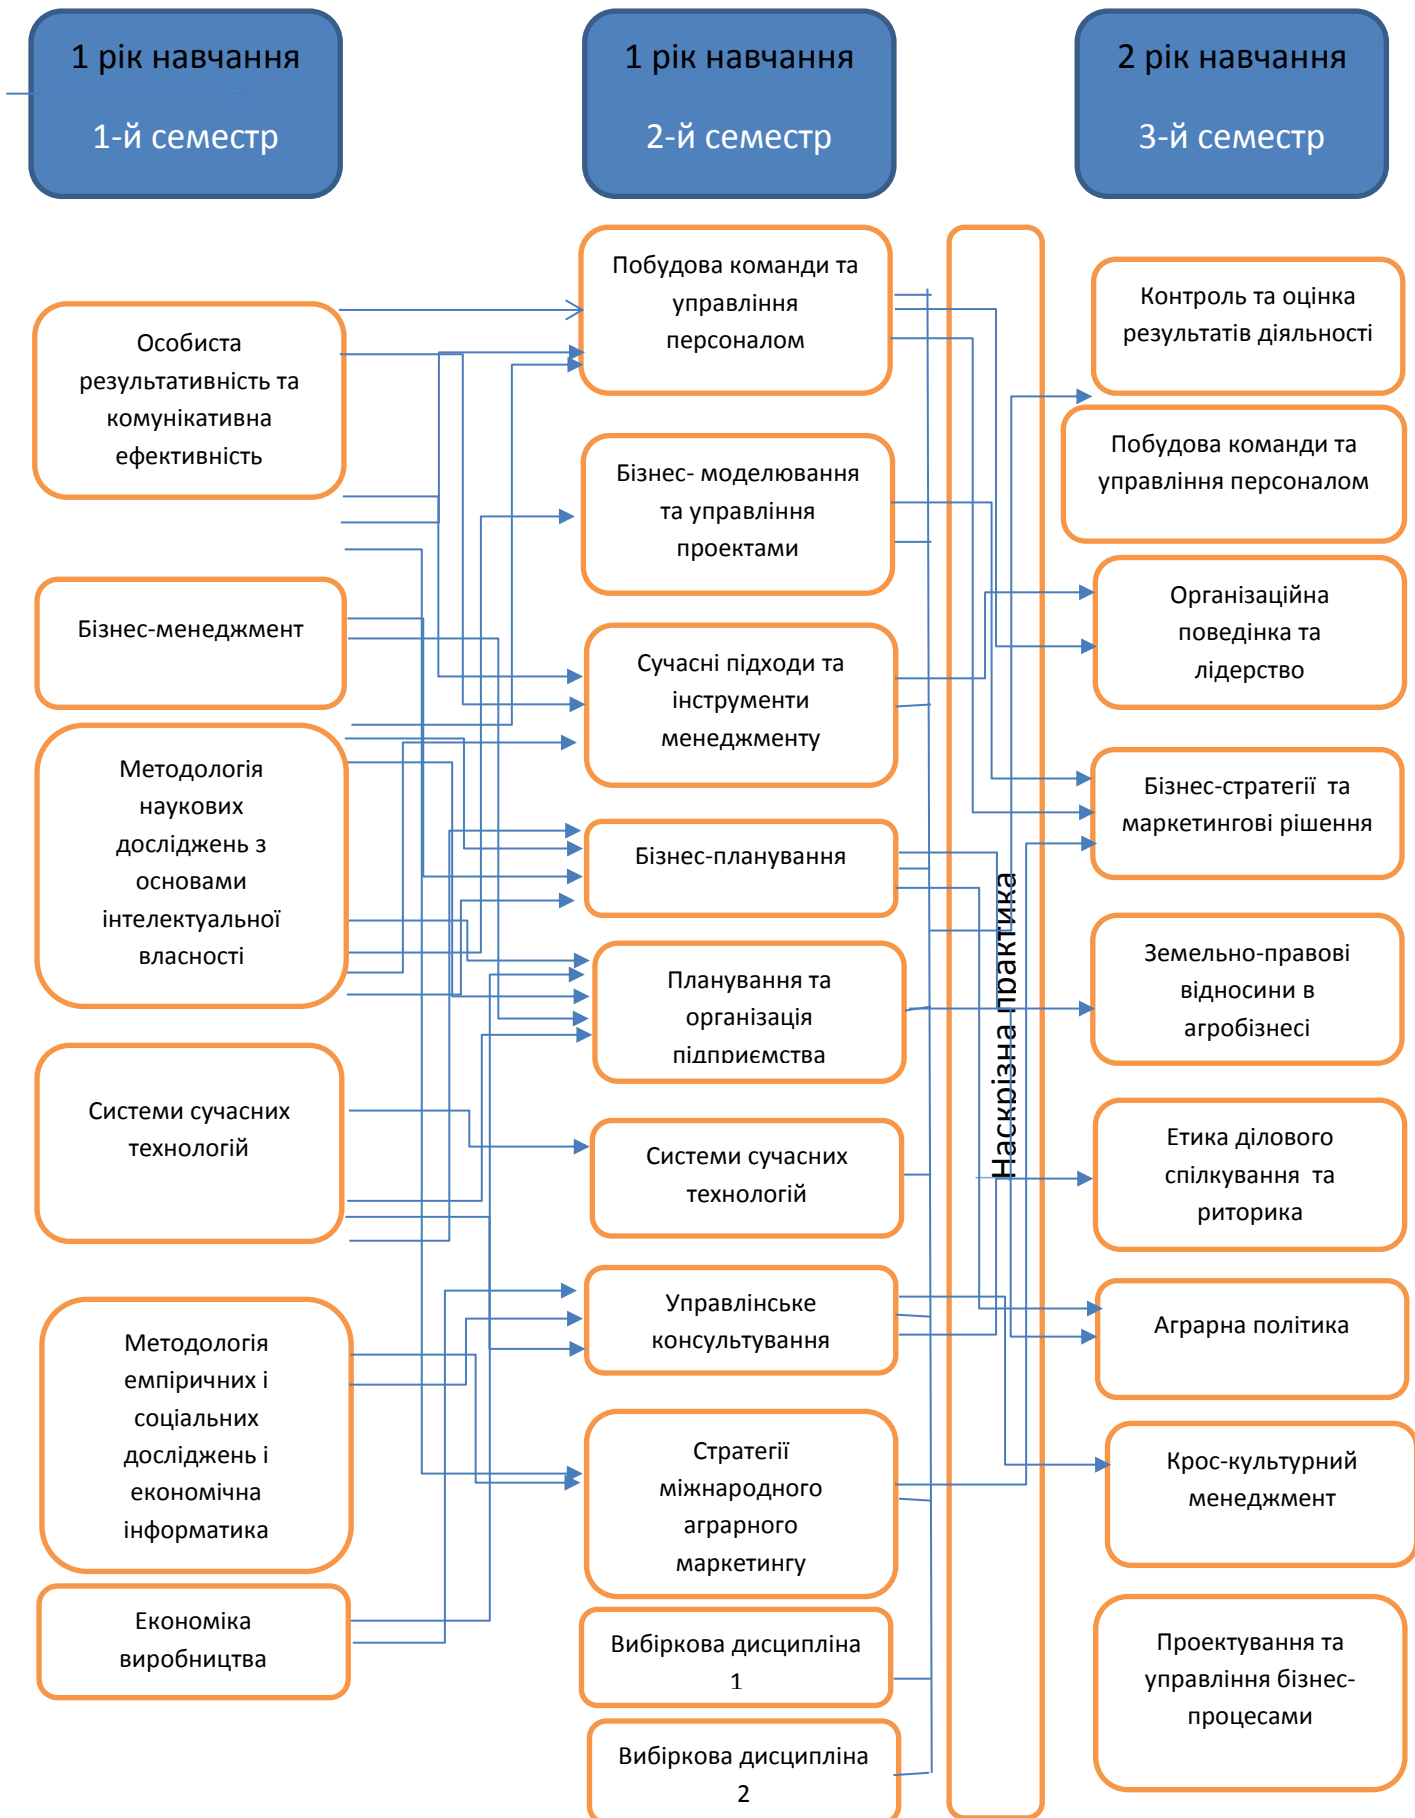 1 рік навчання
1-й семестр
1 рік навчання
2-й семестр
2 рік навчання
3-й семестр
Особиста
результативність та
комунікативна
ефективність
Бізнес-менеджмент
Методологія
наукових
досліджень з
основами
інтелектуальної
власності
Системи сучасних
технологій
Методологія
емпіричних і
соціальних
досліджень і
економічна
інформатика
Економіка
виробництва
Побудова команди та
управління
персоналом
Бізнес- моделювання
та управління
проектами
Сучасні підходи та
інструменти
менеджменту
Бізнес-планування
Планування та
організація
підприємства
Системи сучасних
технологій
Управлінське
консультування
Стратегії
міжнародного
аграрного
маркетингу
Вибіркова дисципліна
1
Вибіркова дисципліна
2
Наскрізна практика
Контроль та оцінка
результатів діяльності
Побудова команди та
управління персоналом
Організаційна
поведінка та
лідерство
Бізнес-стратегії та
маркетингові рішення
Земельно-правові
відносини в
агробізнесі
Етика ділового
спілкування та
риторика
Аграрна політика
Крос-культурний
менеджмент
Проектування та
управління бізнес-
процесами